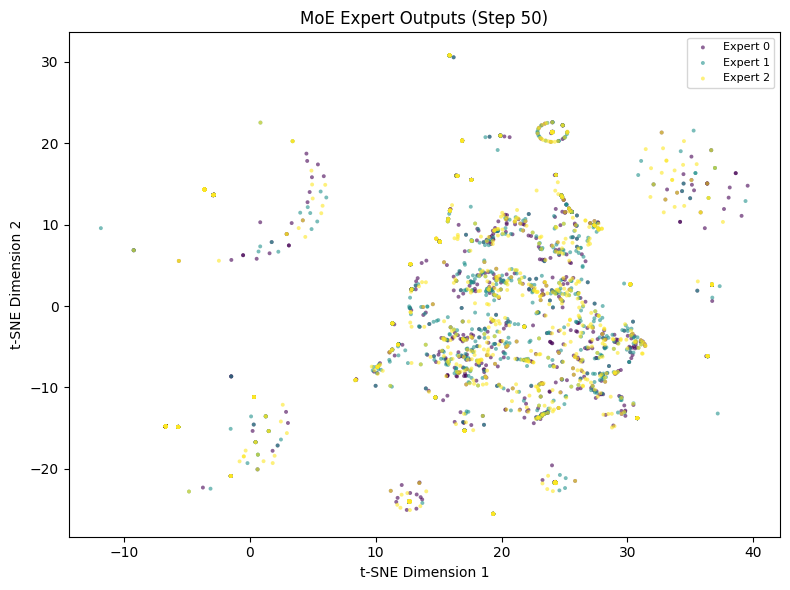 MoE Expert Outputs (Step 50)
Expert 0
Expert 1
Expert 2
30
20
10
0
−10
−20
t-SNE Dimension 2
−10
0
10
20
30
40
t-SNE Dimension 1